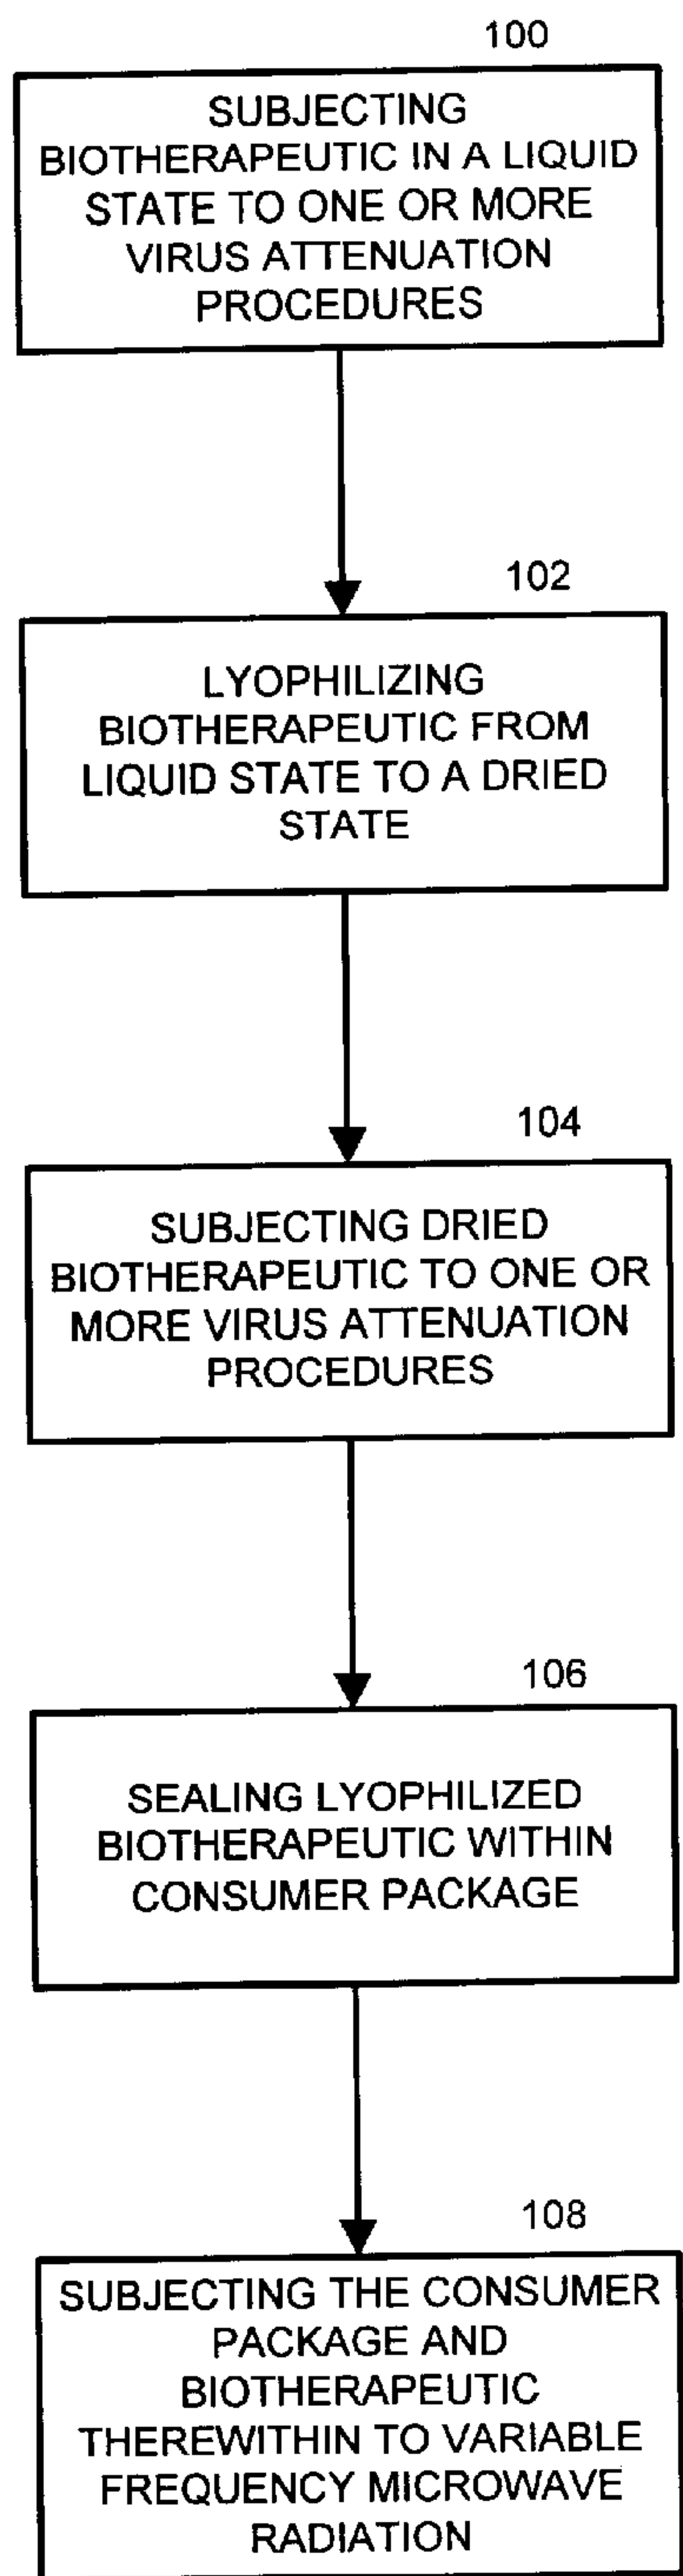 100
SUBJECTING
BIOTHERAPEUTIC IN A LIQUID
STATE TO ONE OR MORE
VIRUS ATTENUATION
PROCEDURES
102
LYOPHILIZING
BIOTHERAPEUTIC FROM
LIQUID STATE TO A DRIED
STATE
104
SUBJECTING DRIED
BIOTHERAPEUTIC TO ONE OR
MORE VIRUS ATTENUATION
PROCEDURES
106
SEALING LYOPHILIZED
BIOTHERAPEUTIC WITHIN
CONSUMER PACKAGE
108
SUBJECTING THE CONSUMER
PACKAGE AND
BIOTHERAPEUTIC
THEREWITHIN TO VARIABLE
FREQUENCY MICROWAVE
RADIATION